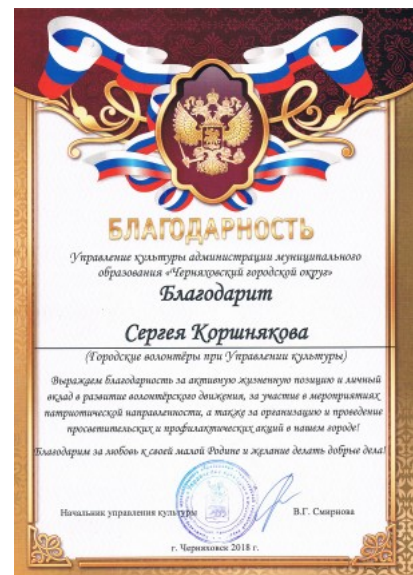 БЛАГОДАРНОСТЬ
Управление культуры администрации муниципального
образования «Черняховский городской округ»
Благодарит
Сергея Коршнякова
(Городские волонтёры при Управлении культуры)
Выражаем благодарность за активную жизненную позицию и личный
вклад в развитие волонтёрского движения, за участие в мероприятиях
патриотической направленности, а также за организацию и проведение
просветительских и профилактических акций в нашем городе!
Благодарим за любовь к своей малой Родине и желание делать добрые дела!
Начальник управления культуры В.Г. Смирнова
г. Черняховск 2018 г.